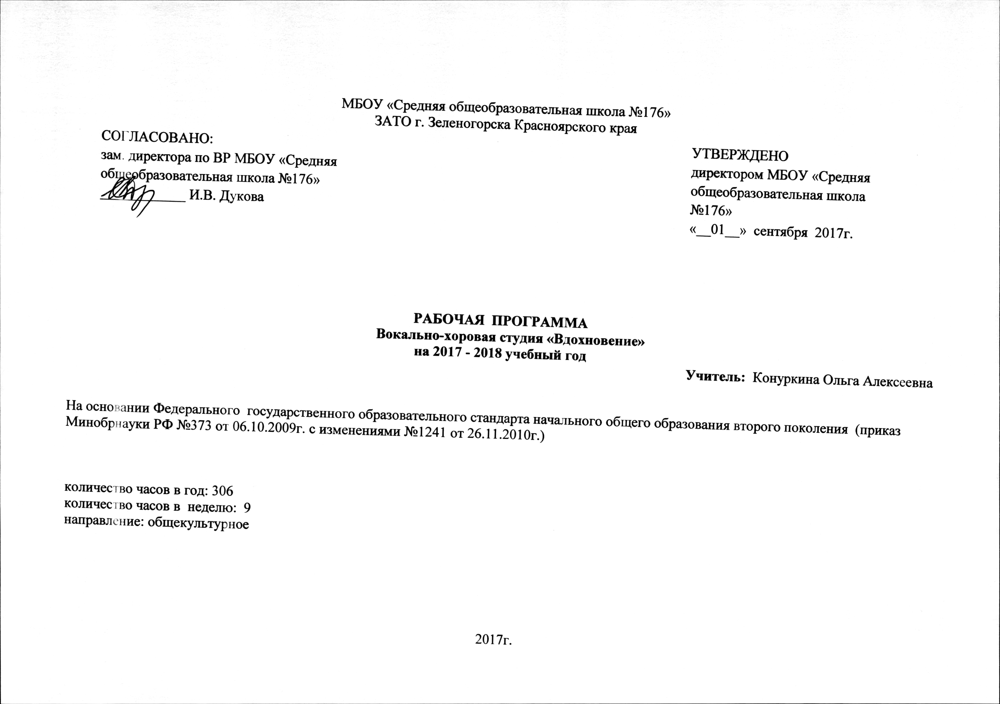 МБОУ «Средняя общеобразовательная школа №176»
ЗАТО г. Зеленогорска Красноярского края
СОГЛАСОВАНО:
зам. директора по ВР МБОУ «Средняя
общеобразовательная школа №176»
____________ И.В. Дукова
УТВЕРЖДЕНО
директором МБОУ «Средняя
общеобразовательная школа
№176»
«__01__» сентября 2017г.
РАБОЧАЯ ПРОГРАММА
Вокально-хоровая студия «Вдохновение»
на 2017 - 2018 учебный год
Учитель: Конуркина Ольга Алексеевна
На основании Федерального государственного образовательного стандарта начального общего образования второго поколения (приказ
Минобрнауки РФ №373 от 06.10.2009г. с изменениями №1241 от 26.11.2010г.)
количество часов в год: 306
количество часов в неделю: 9
направление: общекультурное
2017г.